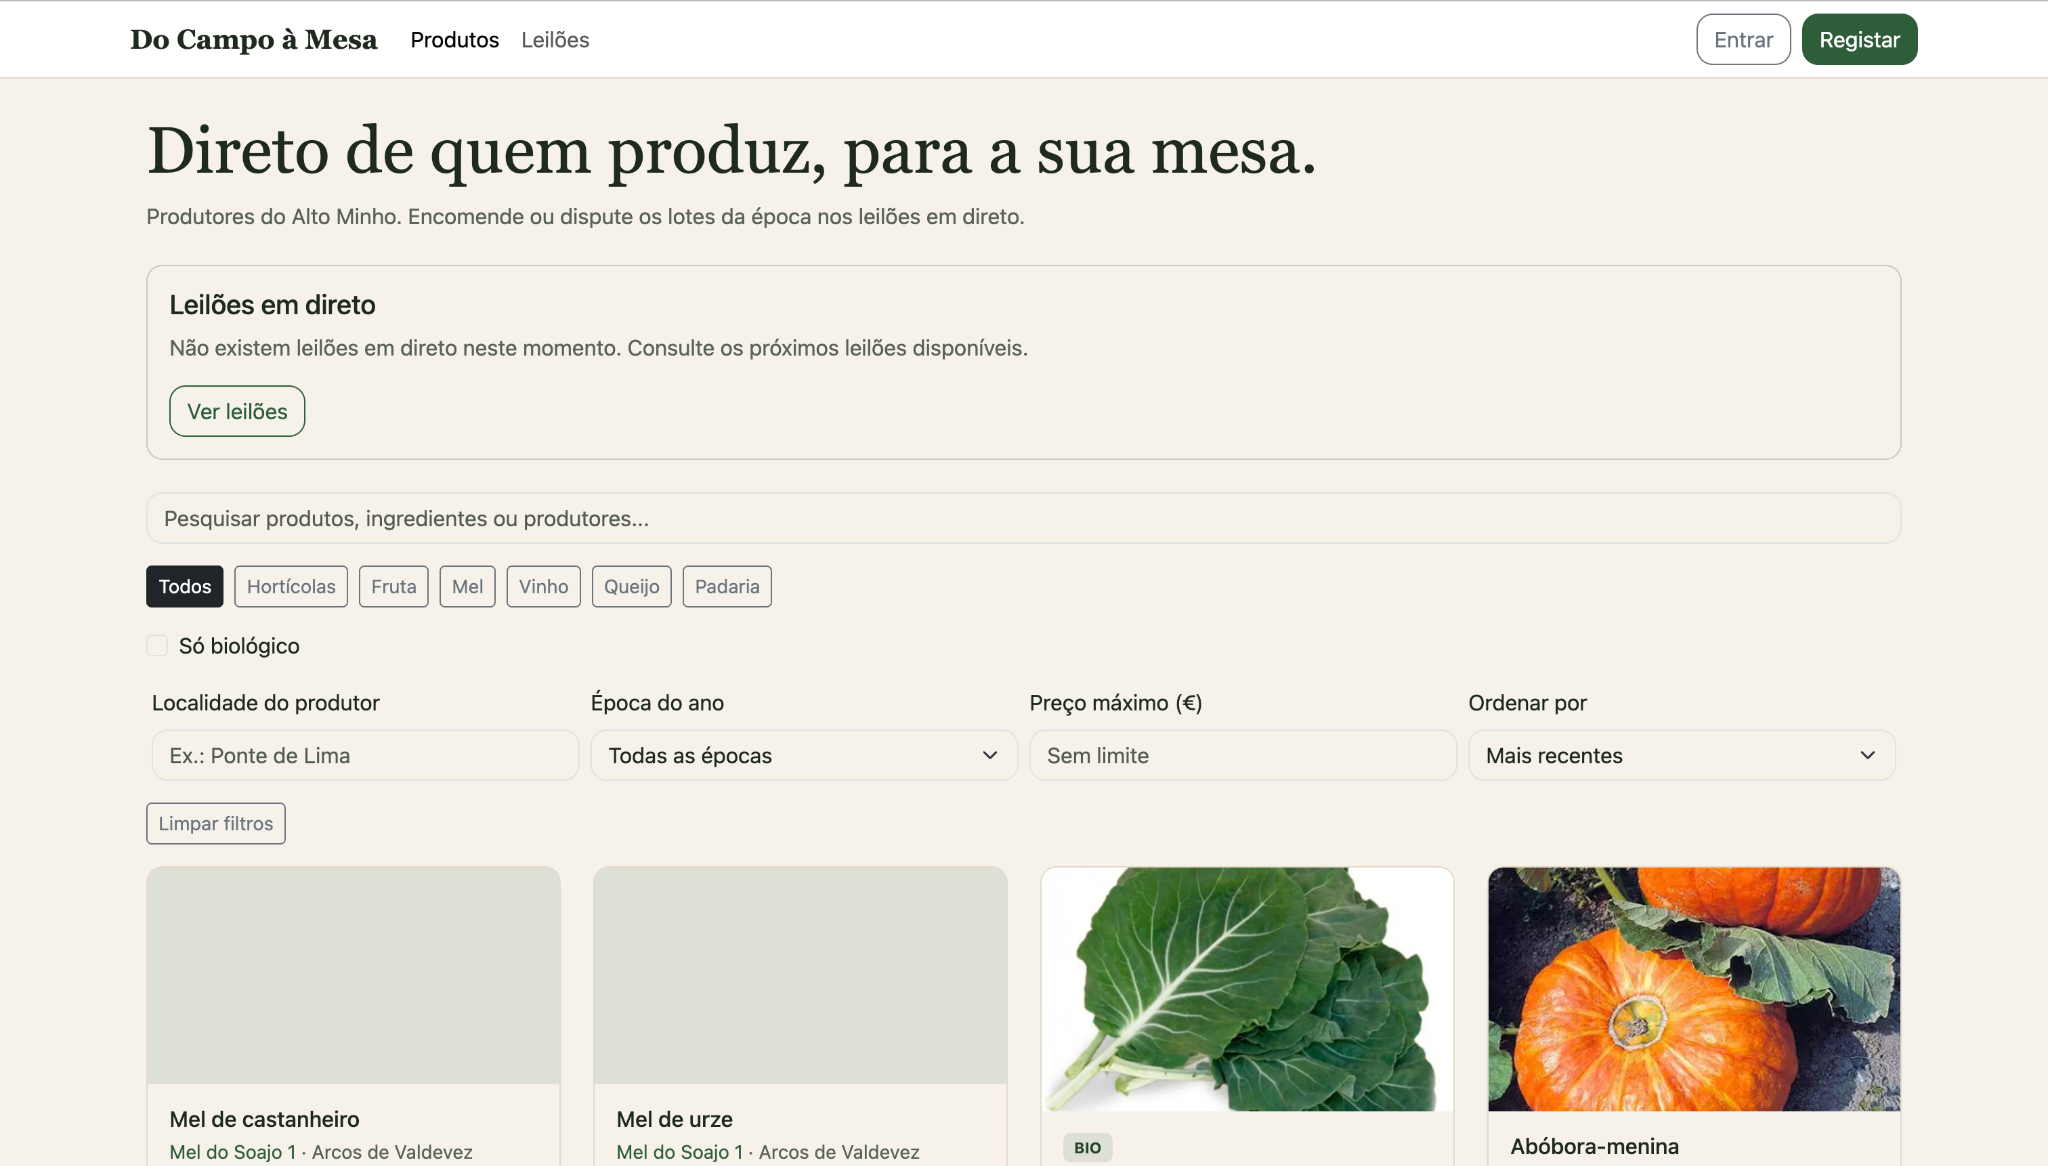 Do Campo à Mesa Produtos Leilões Entrar Registar
Direto de quem produz, para a sua mesa.
Produtores do Alto Minho. Encomende ou dispute os lotes da época nos leilões em direto.
Leilões em direto
Não existem leilões em direto neste momento. Consulte os próximos leilões disponíveis.
Ver leilões
Pesquisar produtos, ingredientes ou produtores...
Todos Hortícolas Fruta Mel Vinho Queijo Padaria
Só biológico
Localidade do produtor Época do ano Preço máximo (€) Ordenar por
Ex.: Ponte de Lima Todas as épocas Sem limite Mais recentes
Limpar filtros
Mel de castanheiro
Mel do Soajo 1 · Arcos de Valdevez
Mel de urze
Mel do Soajo 1 · Arcos de Valdevez
BIO
Abóbora-menina